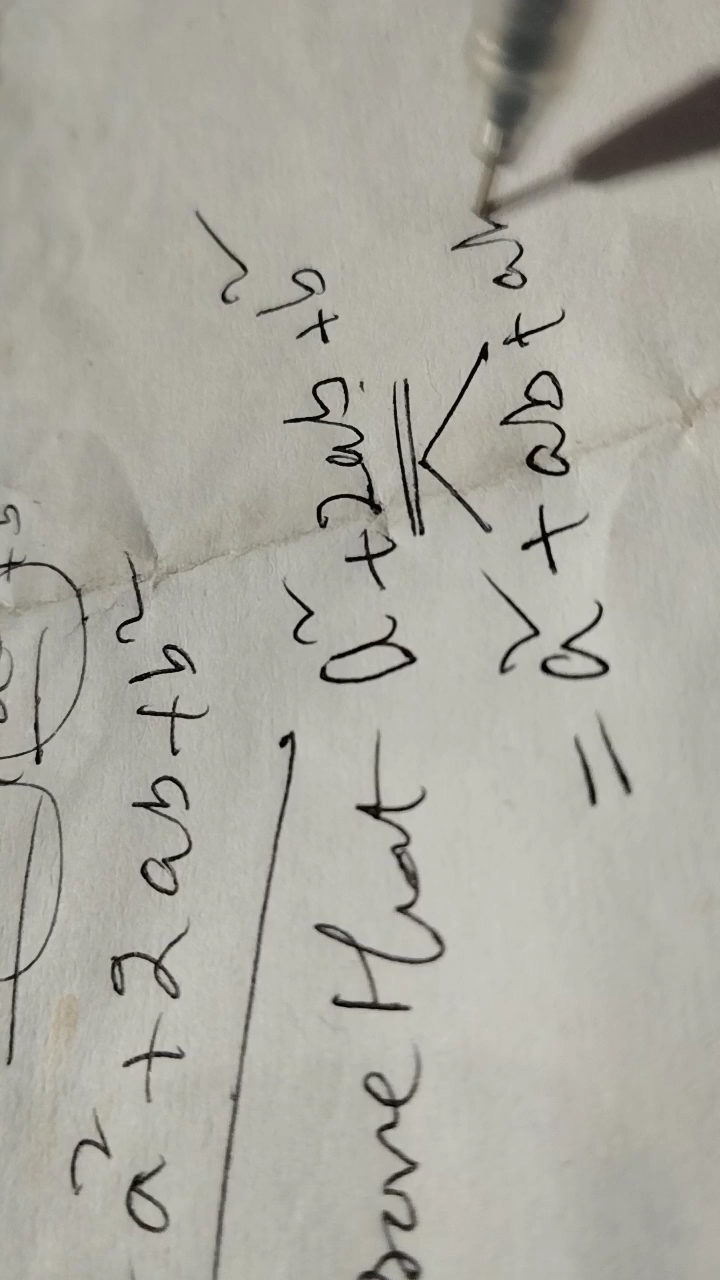 a² + 2ab + b²
prove that a² + 2ab + b²
= a² + ab + ab